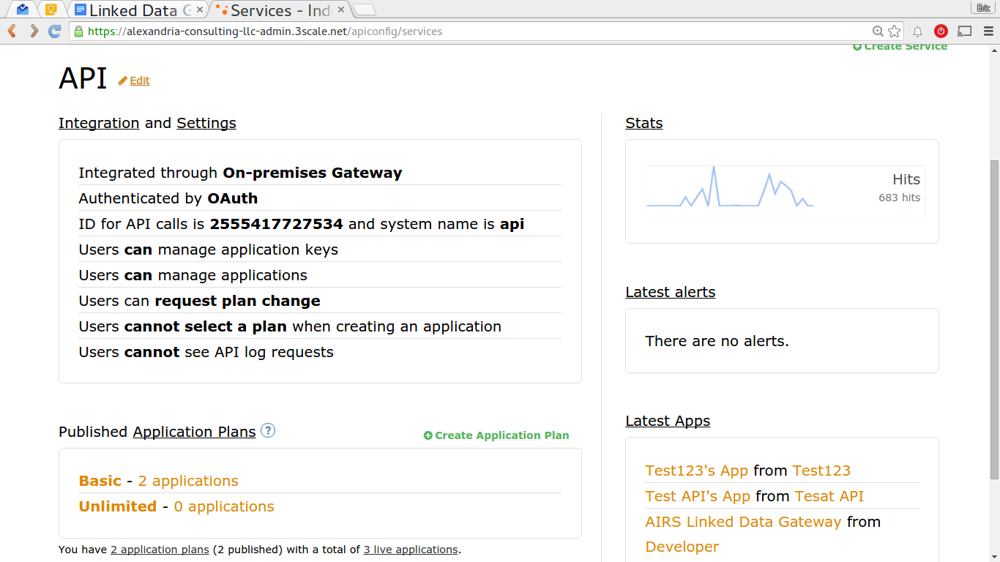 Linked Data G
Services - Ind
Eric
https://alexandria-consulting-llc-admin.3scale.net/apiconfig/services
Create Service
API Edit
Integration and Settings
Integrated through On-premises Gateway
Authenticated by OAuth
ID for API calls is 2555417727534 and system name is api
Users can manage application keys
Users can manage applications
Users can request plan change
Users cannot select a plan when creating an application
Users cannot see API log requests
Published Application Plans ?
Create Application Plan
Basic - 2 applications
Unlimited - 0 applications
You have 2 application plans (2 published) with a total of 3 live applications.
Stats
Hits
683 hits
Latest alerts
There are no alerts.
Latest Apps
Test123's App from Test123
Test API's App from Tesat API
AIRS Linked Data Gateway from
Developer